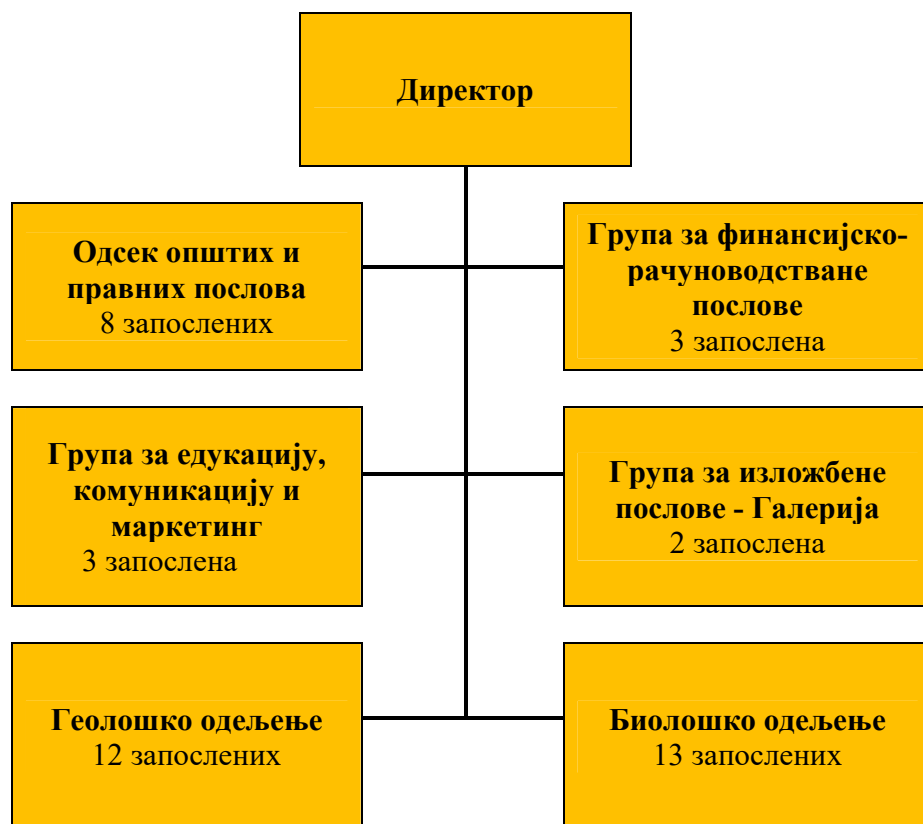 Директор
Одсек општих и
правних послова
8 запослених
Група за финансијско-
рачуноводстване
послове
3 запослена
Група за едукацију,
комуникацију и
маркетинг
3 запослена
Група за изложбене
послове - Галерија
2 запослена
Геолошко одељење
12 запослених
Биолошко одељење
13 запослених